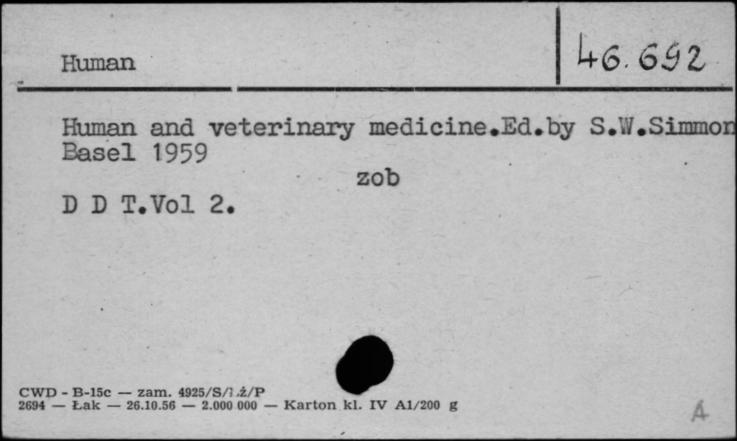 Human
46.692
Human and veterinary medicine.Ed.by S.W.Simmon
Basel 1959
zob
D D T.Vol 2.
CWD - B-15c — zam. 4925/S/Ł.ż/P
2694 — Łak — 26.10.56 — 2.000 000 — Karton kl. IV A1/200 g
A